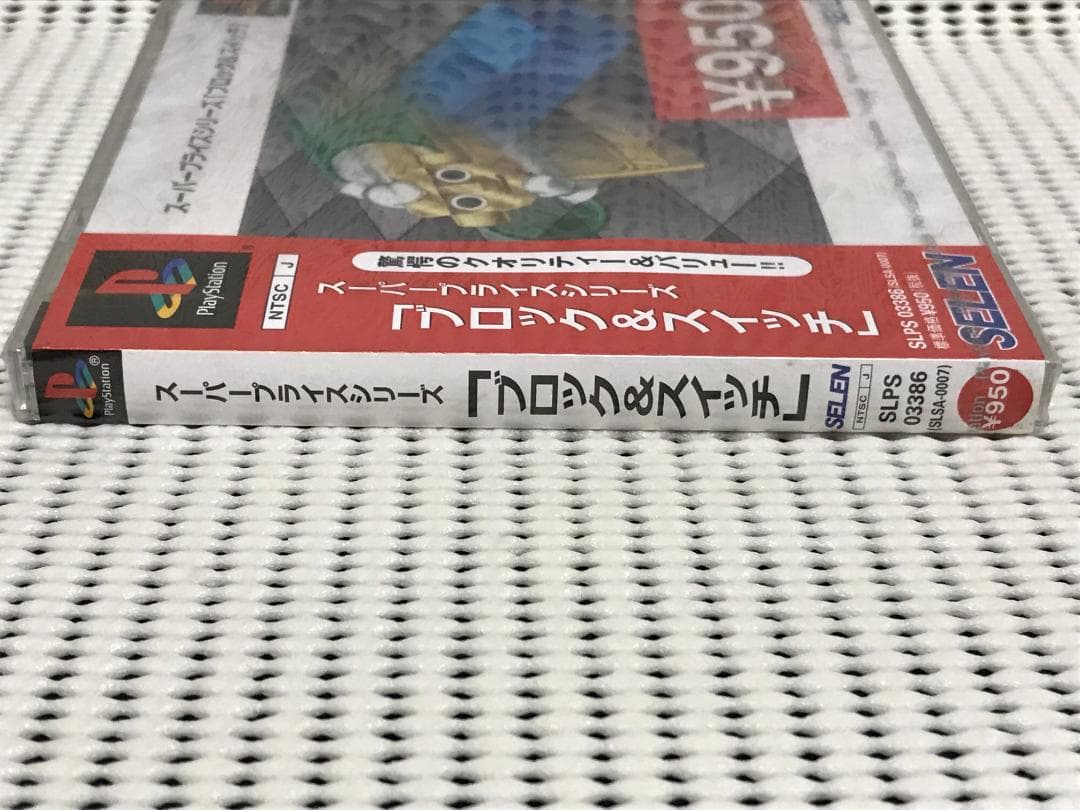 スーパープライスシリーズ「ブロック&スイッチ」
¥950
PlayStation
NTSC J
驚愕のクオリティー&バリュー!!
スーパープライスシリーズ
「ブロック&スイッチ」
SLPS 03386 (SLSA-0007)
標準価格 ¥950(税抜)
SELEN
PlayStation®
スーパープライスシリーズ「ブロック&スイッチ」
SELEN
NTSC J
SLPS
03386
(SLSA-0007)
¥950